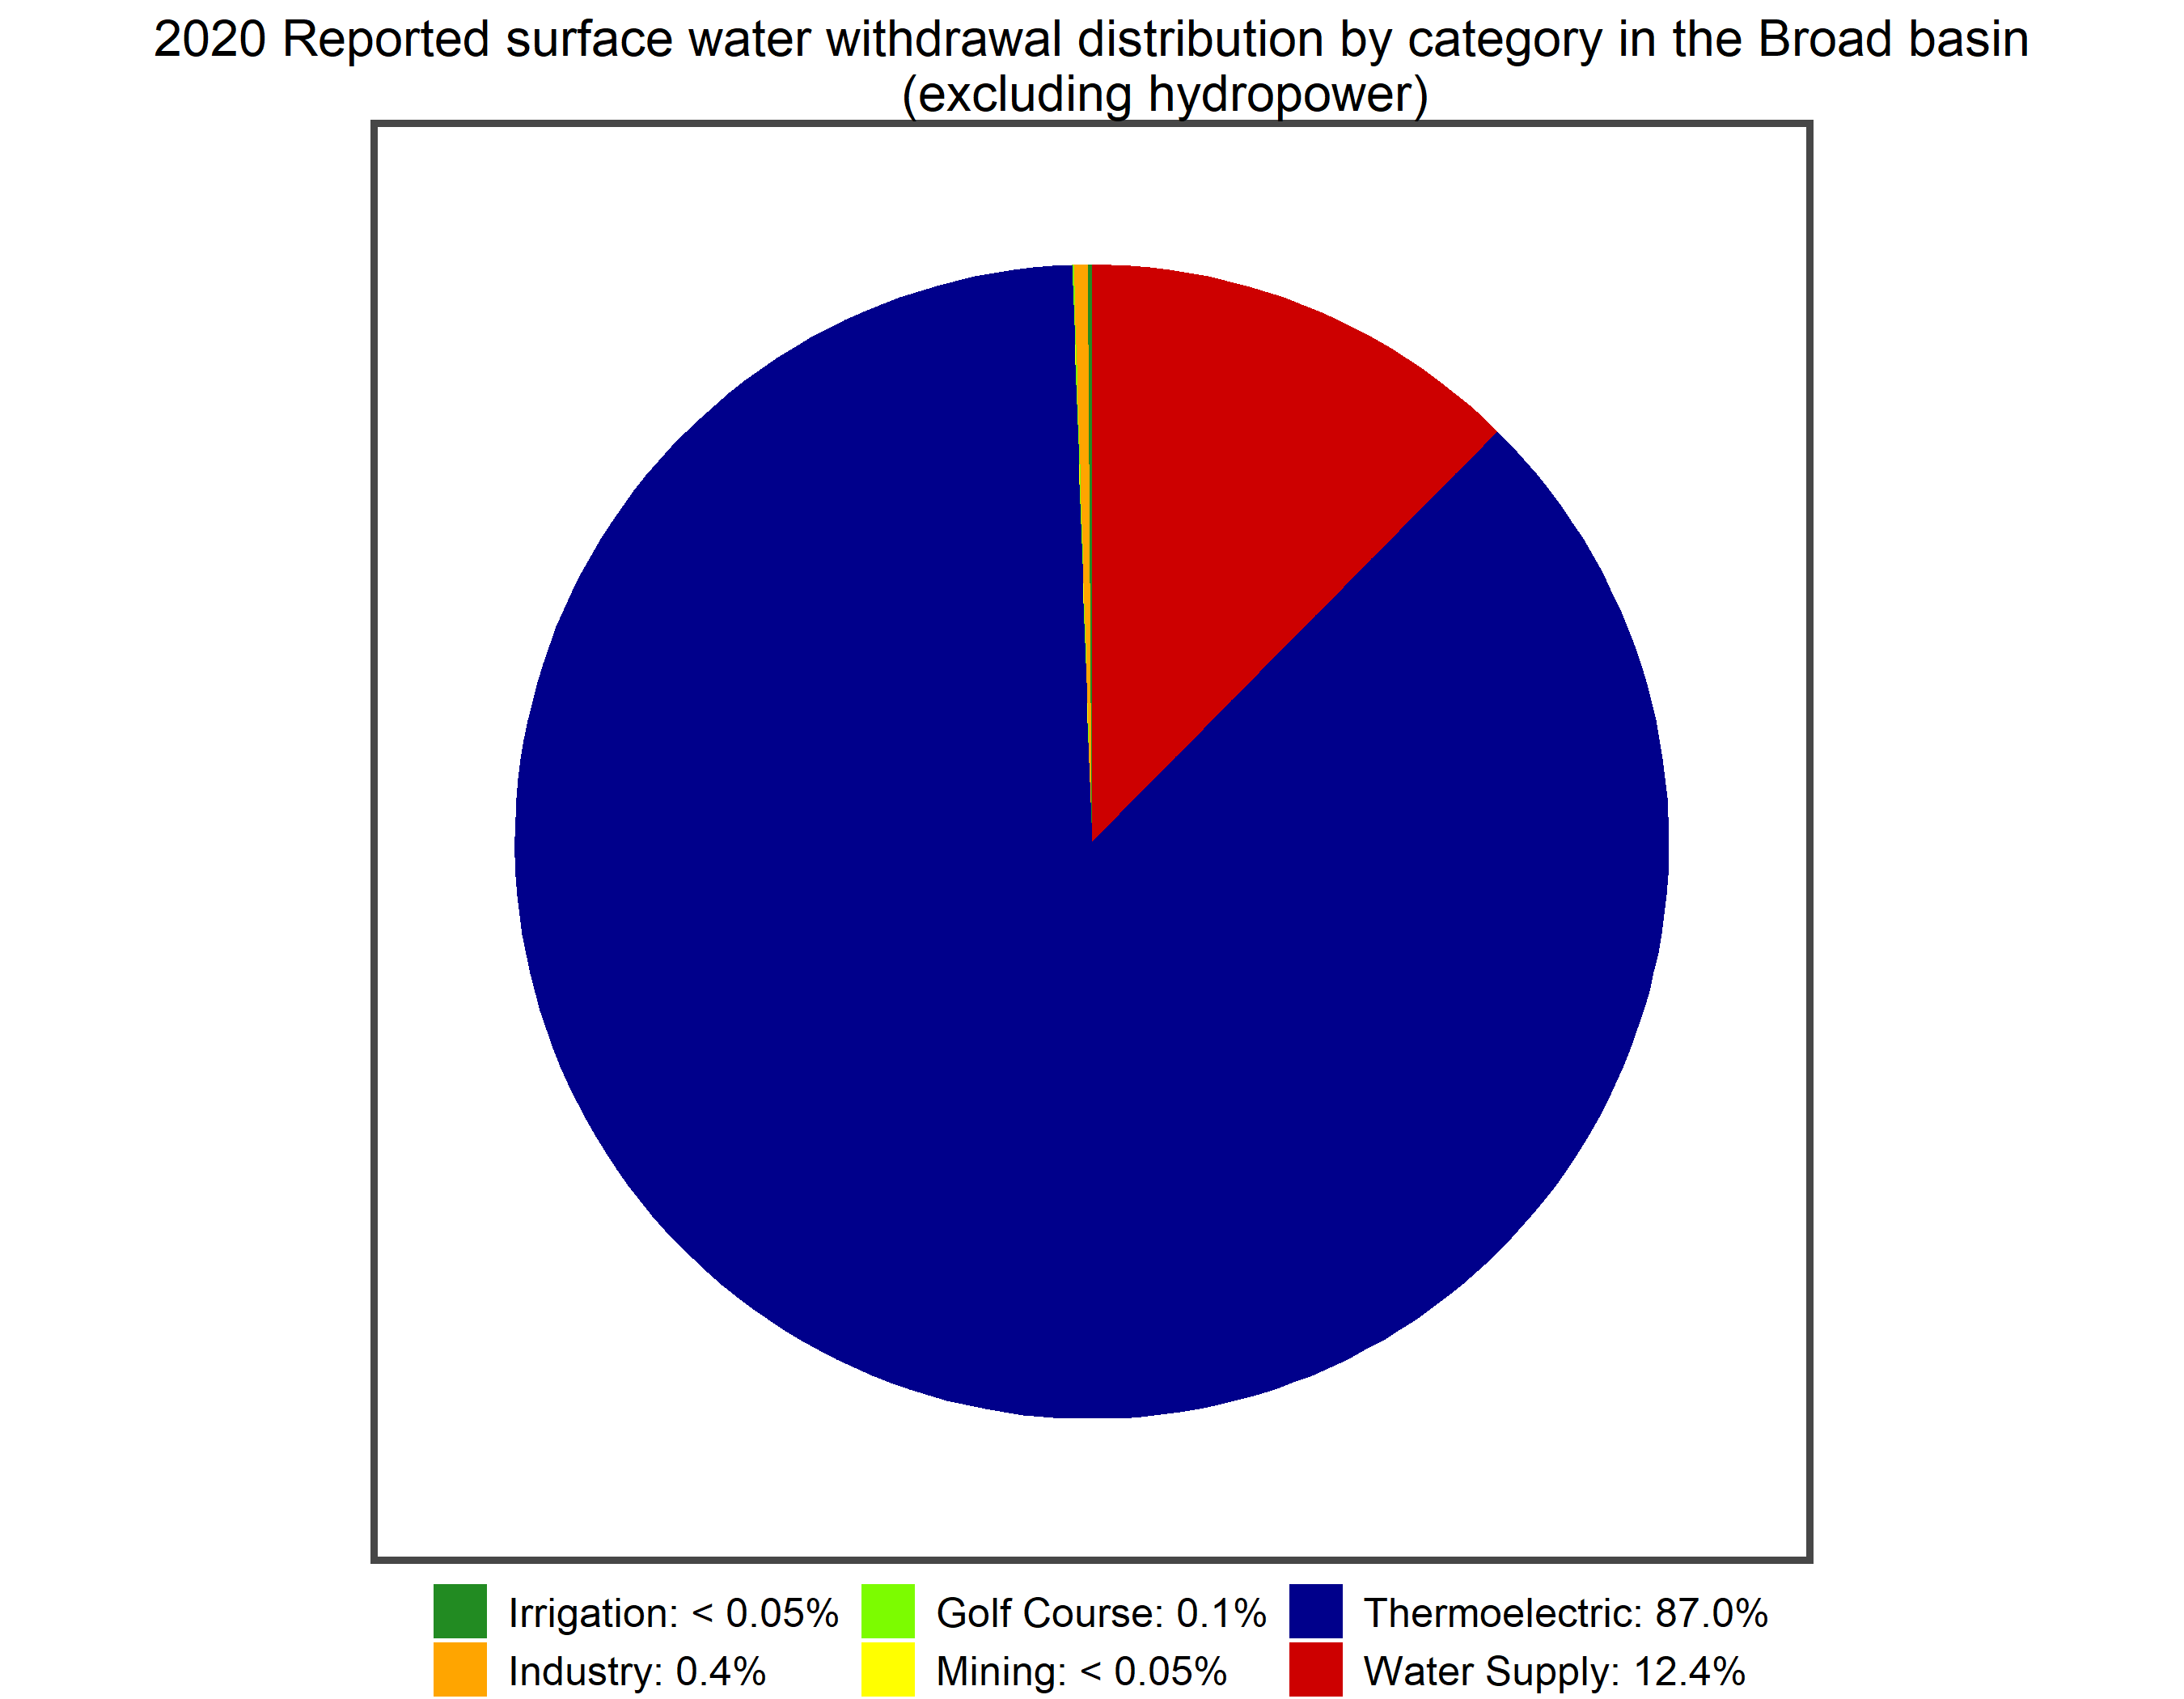 2020 Reported surface water withdrawal distribution by category in the Broad basin
(excluding hydropower)
Irrigation: < 0.05%
Golf Course: 0.1%
Thermoelectric: 87.0%
Industry: 0.4%
Mining: < 0.05%
Water Supply: 12.4%